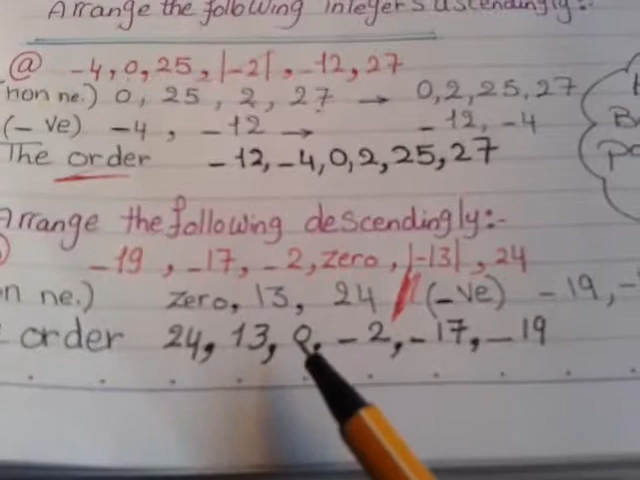 Arrange the following integers ascendingly:-
@ -4, 0, 25, |-2|, -12, 27
non ne.) 0, 25, 2, 27 → 0, 2, 25, 27
(-ve) -4, -12 → -12, -4
The order -12, -4, 0, 2, 25, 27
Arrange the following descendingly:-
-19, -17, -2, zero, |-13|, 24
on ne.) zero, 13, 24 (-ve) -19, -
order 24, 13, 0, -2, -17, -19